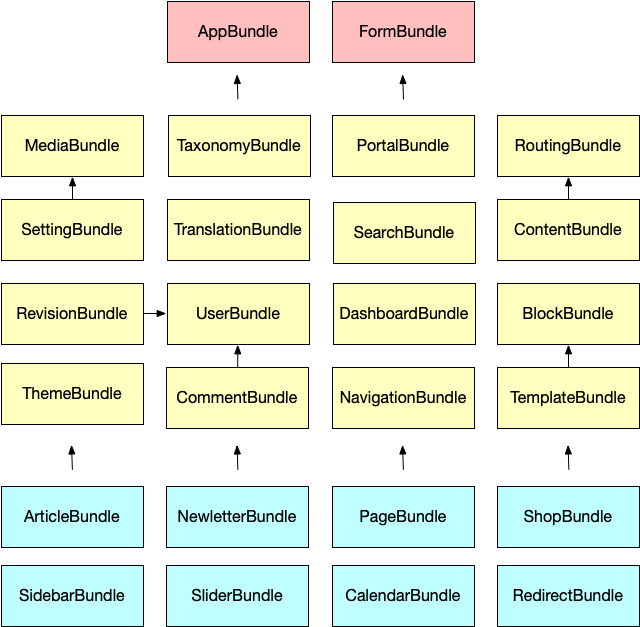 AppBundle
FormBundle
MediaBundle
TaxonomyBundle
PortalBundle
RoutingBundle
SettingBundle
TranslationBundle
SearchBundle
ContentBundle
RevisionBundle
UserBundle
DashboardBundle
BlockBundle
ThemeBundle
CommentBundle
NavigationBundle
TemplateBundle
ArticleBundle
NewletterBundle
PageBundle
ShopBundle
SidebarBundle
SliderBundle
CalendarBundle
RedirectBundle